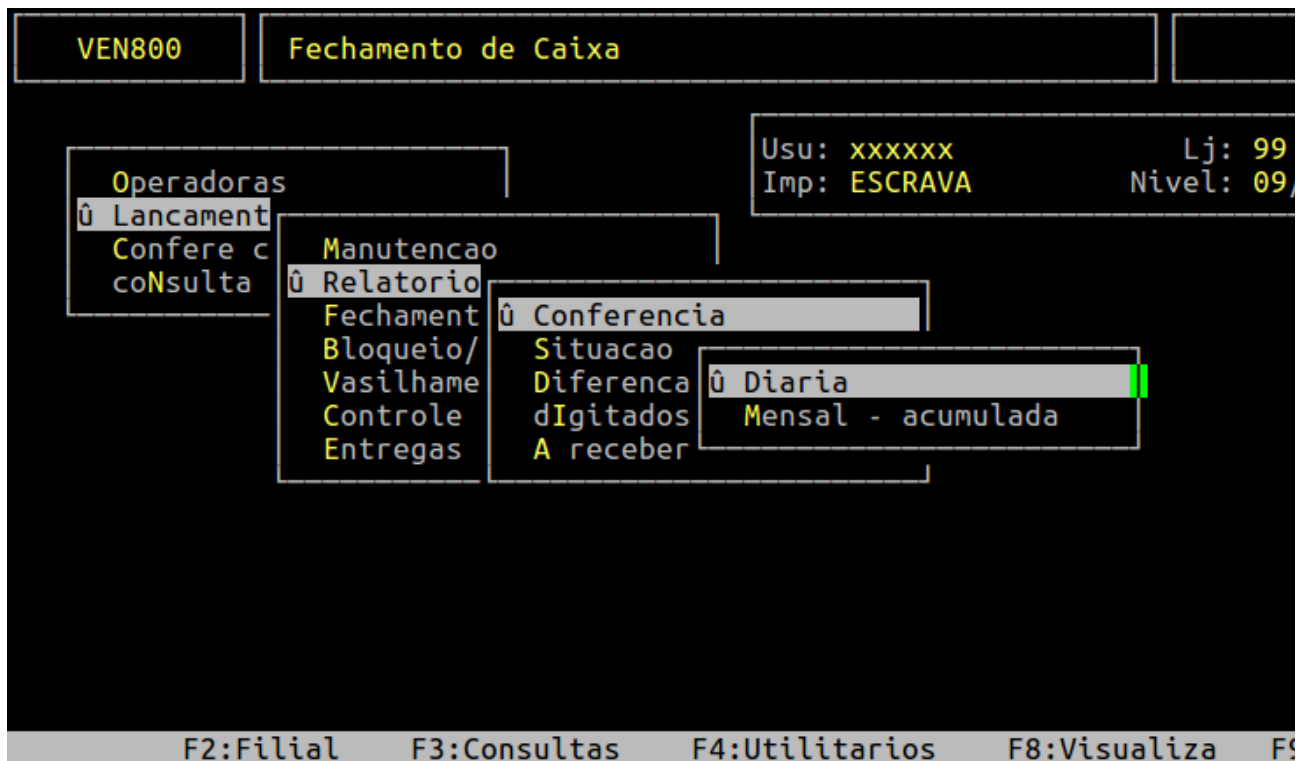 VEN800 Fechamento de Caixa
Usu: xxxxxx Lj: 99
Operadoras Imp: ESCRAVA Nivel: 09/
û Lancament
Confere c Manutencao
coNsulta û Relatorio
Fechament û Conferencia
Bloqueio/ Situacao
Vasilhame Diferenca û Diaria
Controle dIgitados Mensal - acumulada
Entregas A receber
F2:Filial F3:Consultas F4:Utilitarios F8:Visualiza F9